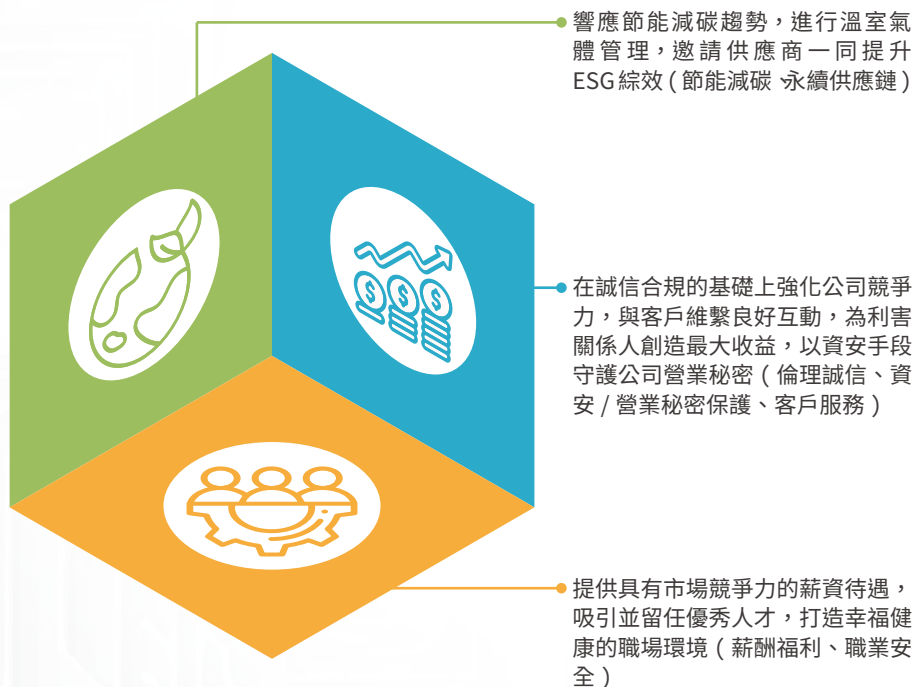 響應節能減碳趨勢，進行溫室氣
體管理，邀請供應商一同提升
ESG 綜效 ( 節能減碳、永續供應鏈 )
在誠信合規的基礎上強化公司競爭
力，與客戶維繫良好互動，為利害
關係人創造最大收益，以資安手段
守護公司營業秘密 ( 倫理誠信、資
安 / 營業秘密保護、客戶服務 )
提供具有市場競爭力的薪資待遇，
吸引並留任優秀人才，打造幸福健
康的職場環境 ( 薪酬福利、職業安
全 )